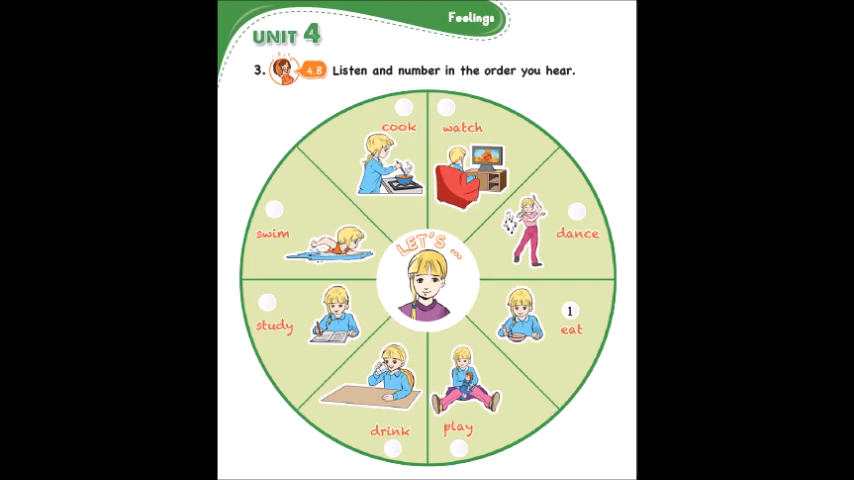 Feelings
UNIT 4
3. 4.8 Listen and number in the order you hear.
cook
watch
swim
dance
LET'S ...
study
1
eat
drink
play